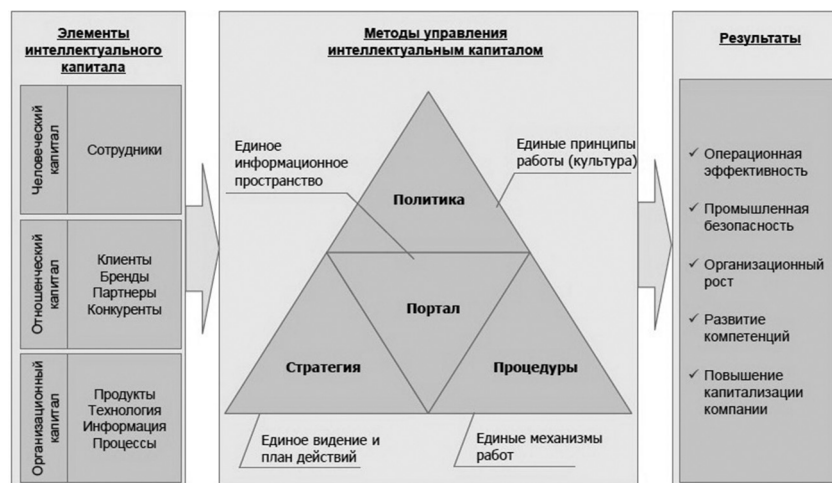 Элементы
интеллектуального
капитала
Человеческий
капитал
Сотрудники
Отношенческий
капитал
Клиенты
Бренды
Партнеры
Конкуренты
Организационный
капитал
Продукты
Технология
Информация
Процессы
Методы управления
интеллектуальным капиталом
Единое
информационное
пространство
Единые принципы
работы (культура)
Политика
Портал
Стратегия
Процедуры
Единое видение и
план действий
Единые механизмы
работ
Результаты
✓ Операционная
эффективность
✓ Промышленная
безопасность
✓ Организационный
рост
✓ Развитие
компетенций
✓ Повышение
капитализации
компании